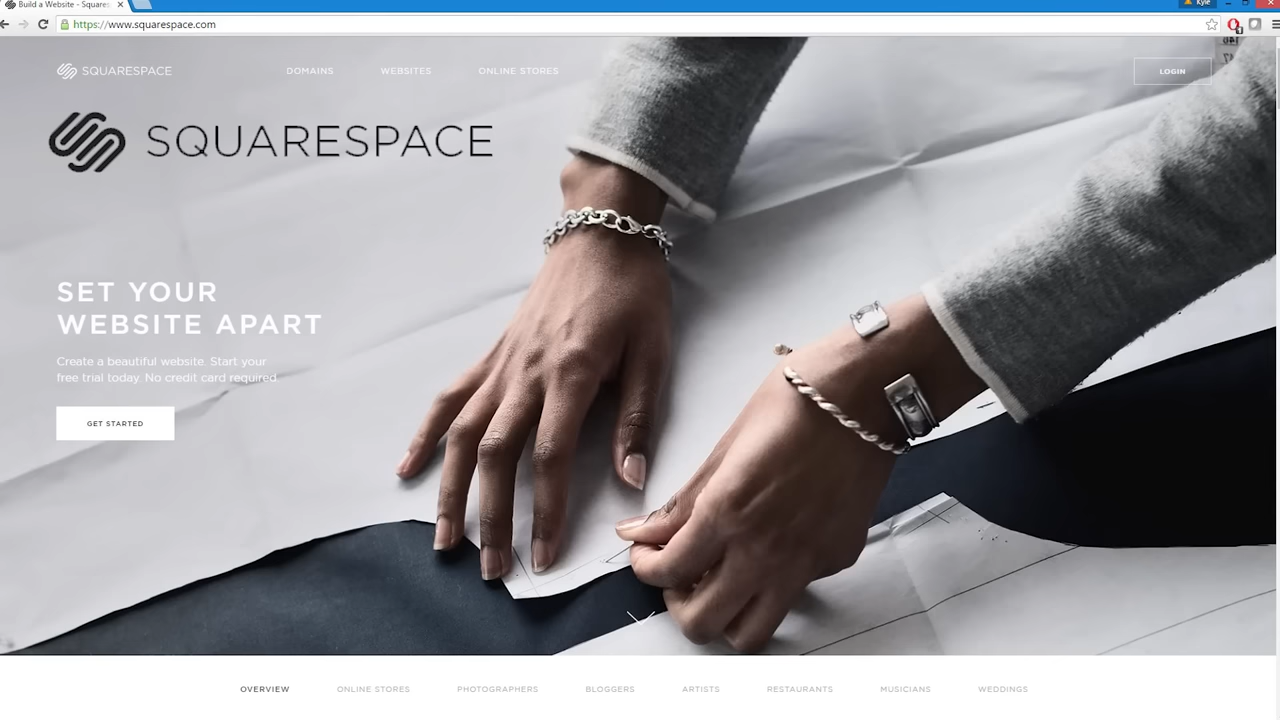 Build a Website - Squares
Kyle
https://www.squarespace.com
SQUARESPACE
DOMAINS
WEBSITES
ONLINE STORES
LOGIN
SQUARESPACE
SET YOUR
WEBSITE APART
Create a beautiful website. Start your
free trial today. No credit card required.
GET STARTED
OVERVIEW
ONLINE STORES
PHOTOGRAPHERS
BLOGGERS
ARTISTS
RESTAURANTS
MUSICIANS
WEDDINGS